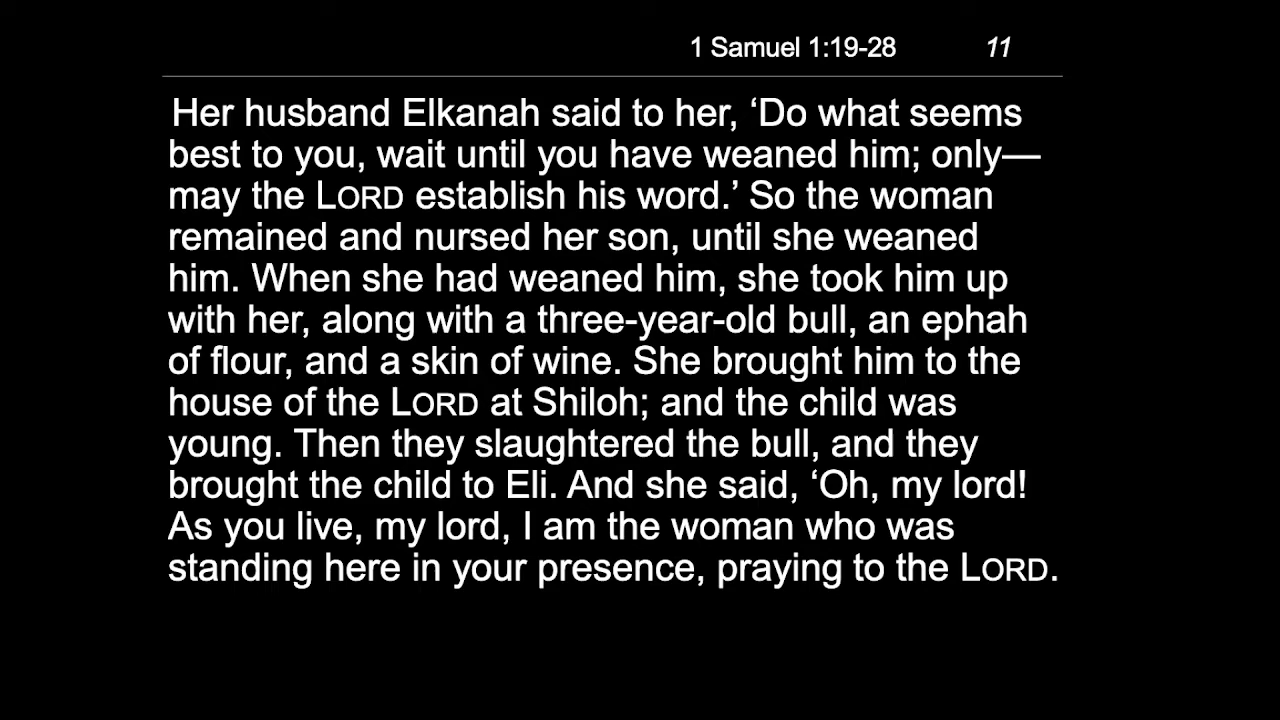 1 Samuel 1:19-28 11
Her husband Elkanah said to her, ‘Do what seems
best to you, wait until you have weaned him; only—
may the LORD establish his word.’ So the woman
remained and nursed her son, until she weaned
him. When she had weaned him, she took him up
with her, along with a three-year-old bull, an ephah
of flour, and a skin of wine. She brought him to the
house of the LORD at Shiloh; and the child was
young. Then they slaughtered the bull, and they
brought the child to Eli. And she said, ‘Oh, my lord!
As you live, my lord, I am the woman who was
standing here in your presence, praying to the LORD.